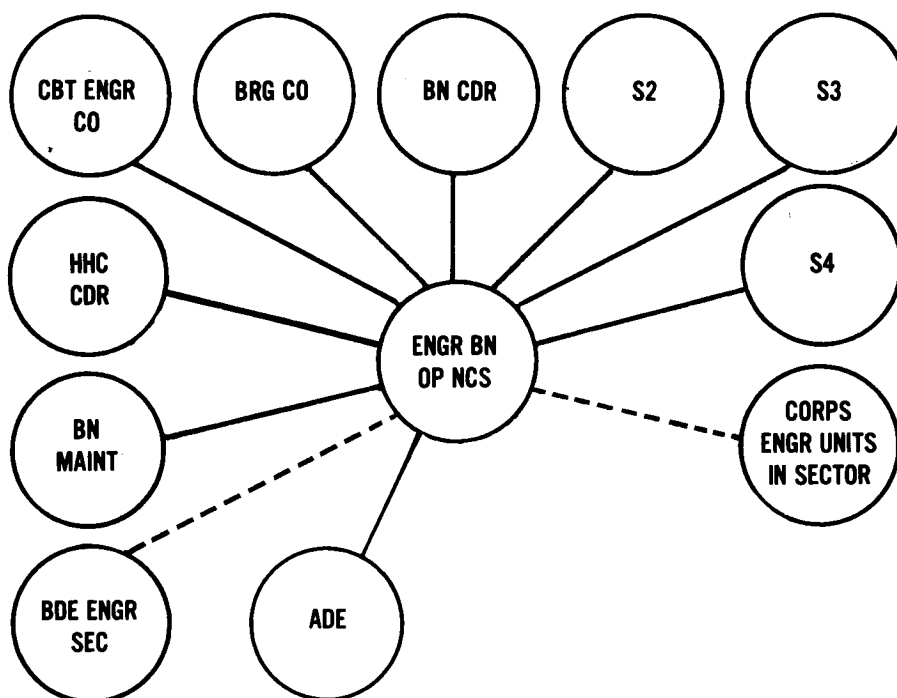 CBT ENGR
CO
BRG CO
BN CDR
S2
S3
HHC
CDR
S4
ENGR BN
OP NCS
BN
MAINT
CORPS
ENGR UNITS
IN SECTOR
BDE ENGR
SEC
ADE